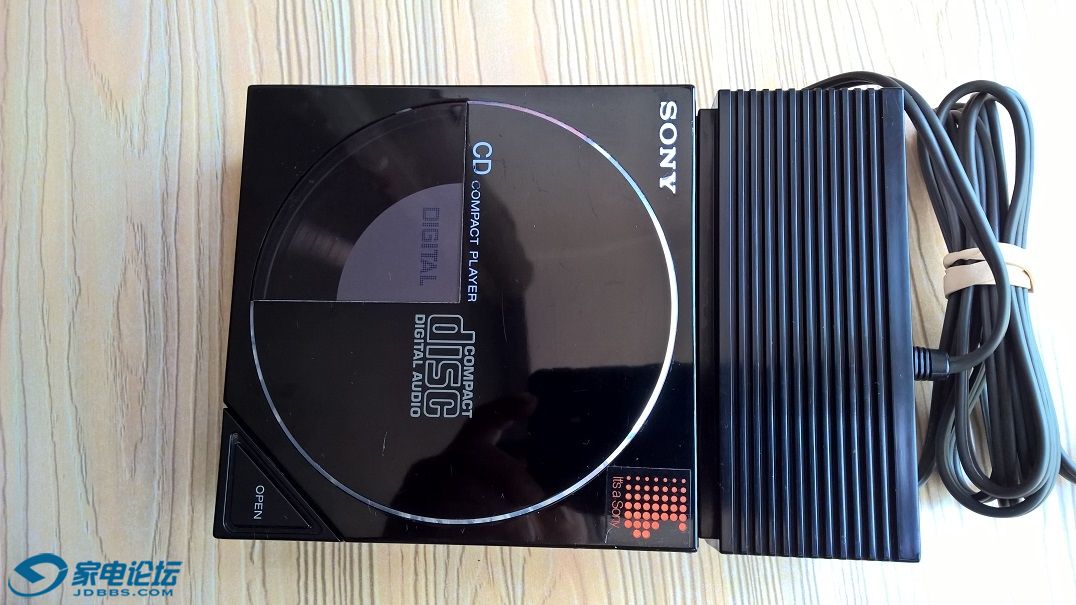 SONY
CD COMPACT PLAYER
DIGITAL
COMPACT
disc
DIGITAL AUDIO
It's a Sony
OPEN
家电论坛
JDBBS.COM